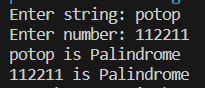 Enter string: potop
Enter number: 112211
potop is Palindrome
112211 is Palindrome